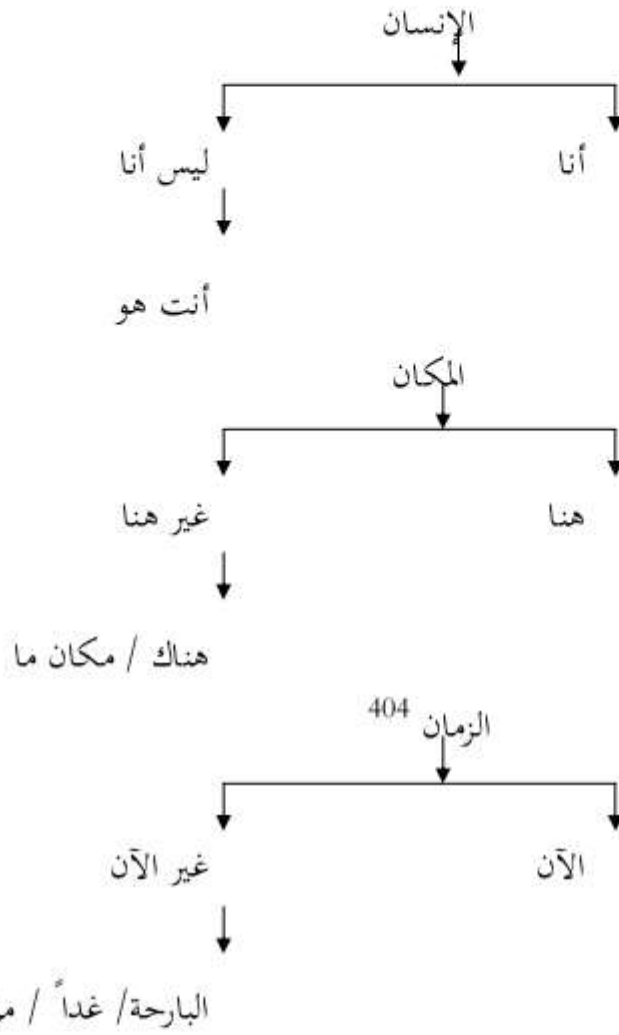 الإنسان
أنا ليس أنا
أنت هو
المكان
هنا غير هنا
هناك / مكان ما
الزمان 404
الآن غير الآن
البارحة/ غداً /